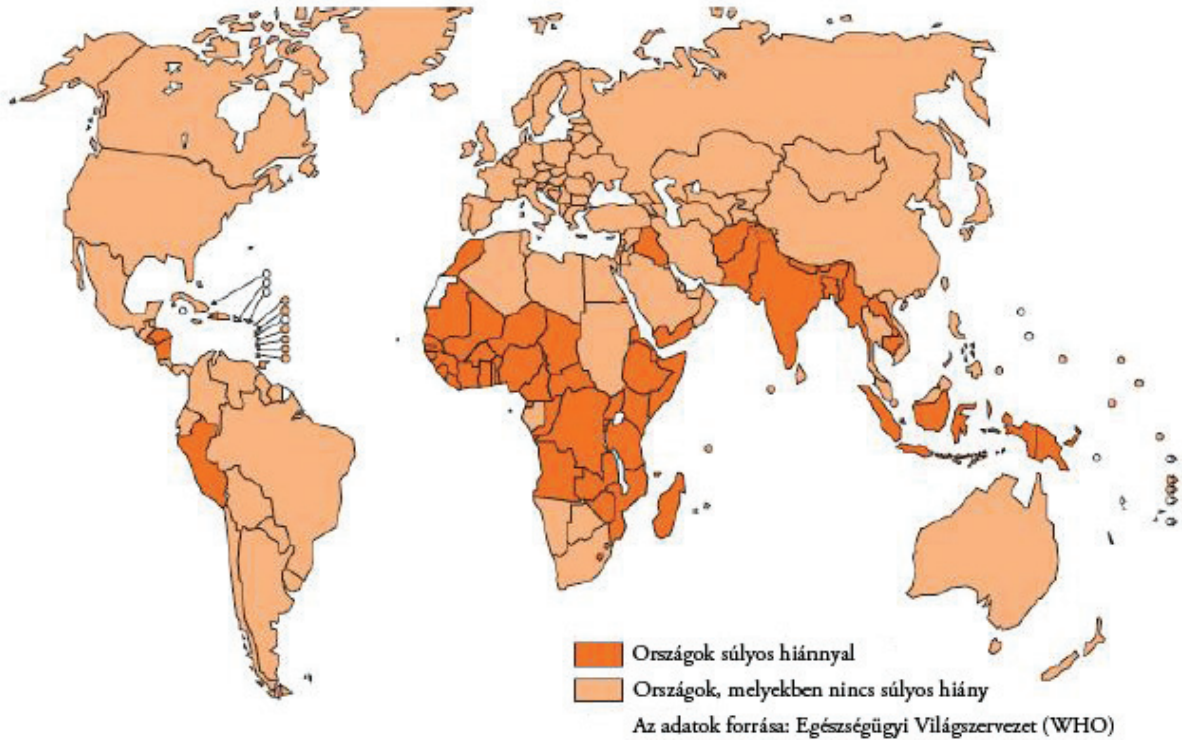 Országok súlyos hiánnyal
Országok, melyekben nincs súlyos hiány
Az adatok forrása: Egészségügyi Világszervezet (WHO)